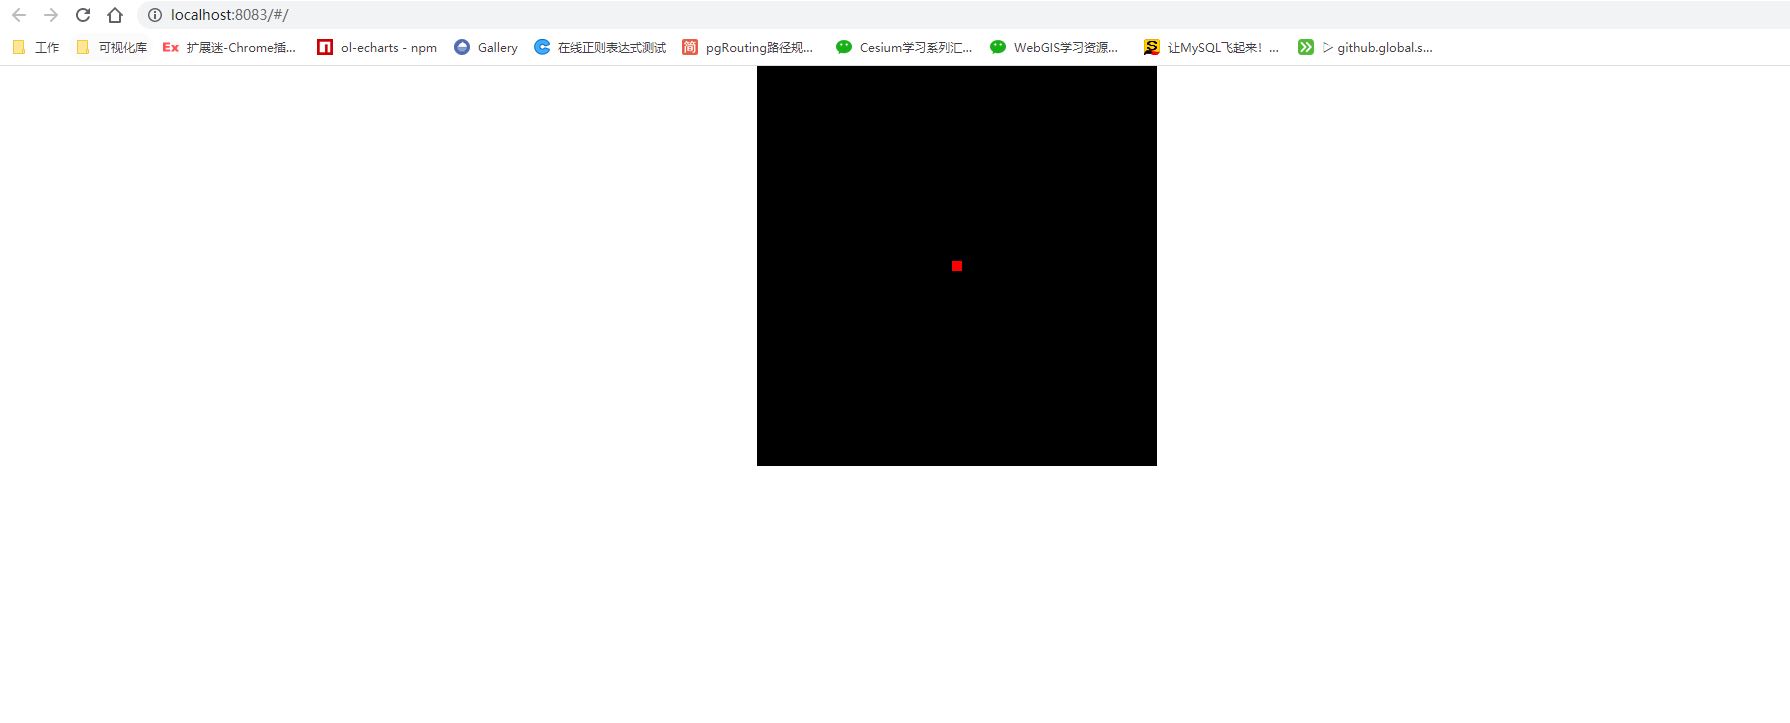 localhost:8083/#/
工作 可视化库 Ex 扩展迷-Chrome插... ol-echarts - npm Gallery 在线正则表达式测试 简 pgRouting路径规... Cesium学习系列汇... WebGIS学习资源... S 让MySQL飞起来！... ▷ github.global.s...